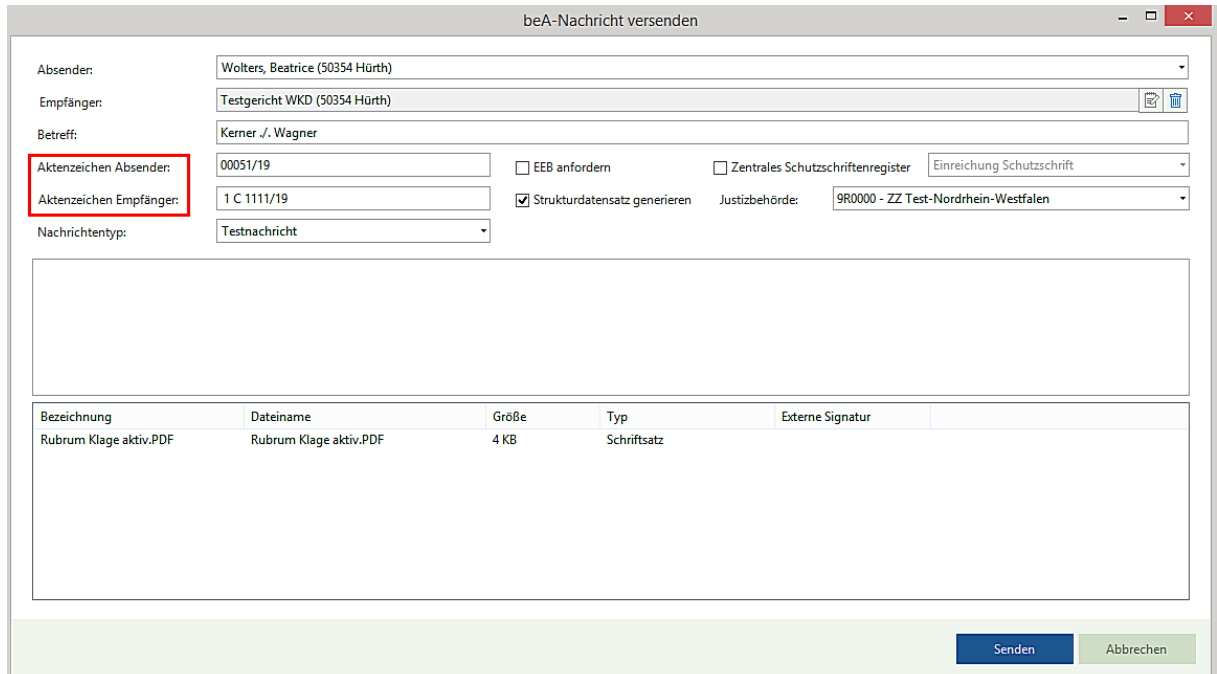 beA-Nachricht versenden
Absender: Wolters, Beatrice (50354 Hürth)
Empfänger: Testgericht WKD (50354 Hürth)
Betreff: Kerner ./. Wagner
Aktenzeichen Absender: 00051/19 EEB anfordern Zentrales Schutzschriftenregister Einreichung Schutzschrift
Aktenzeichen Empfänger: 1 C 1111/19 Strukturdatensatz generieren Justizbehörde: 9R0000 - ZZ Test-Nordrhein-Westfalen
Nachrichtentyp: Testnachricht
Bezeichnung Dateiname Größe Typ Externe Signatur
Rubrum Klage aktiv.PDF Rubrum Klage aktiv.PDF 4 KB Schriftsatz
Senden Abbrechen